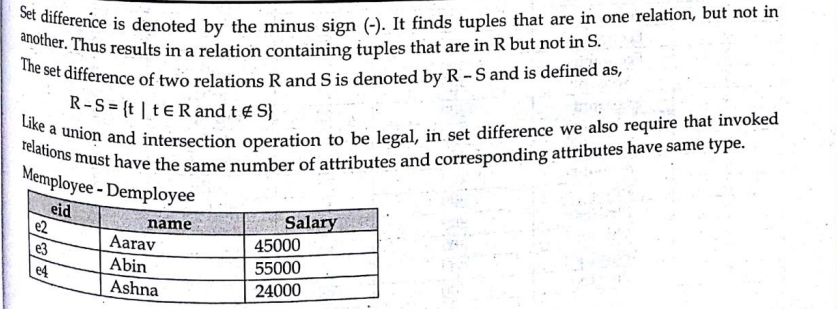 Set difference is denoted by the minus sign (-). It finds tuples that are in one relation, but not in
another. Thus results in a relation containing tuples that are in R but not in S.
The set difference of two relations R and S is denoted by R – S and is defined as,
R – S = {t | t ∈ R and t ∉ S}
Like a union and intersection operation to be legal, in set difference we also require that invoked
relations must have the same number of attributes and corresponding attributes have same type.
Memployee - Demployee
eid name Salary
e2 Aarav 45000
e3 Abin 55000
e4 Ashna 24000